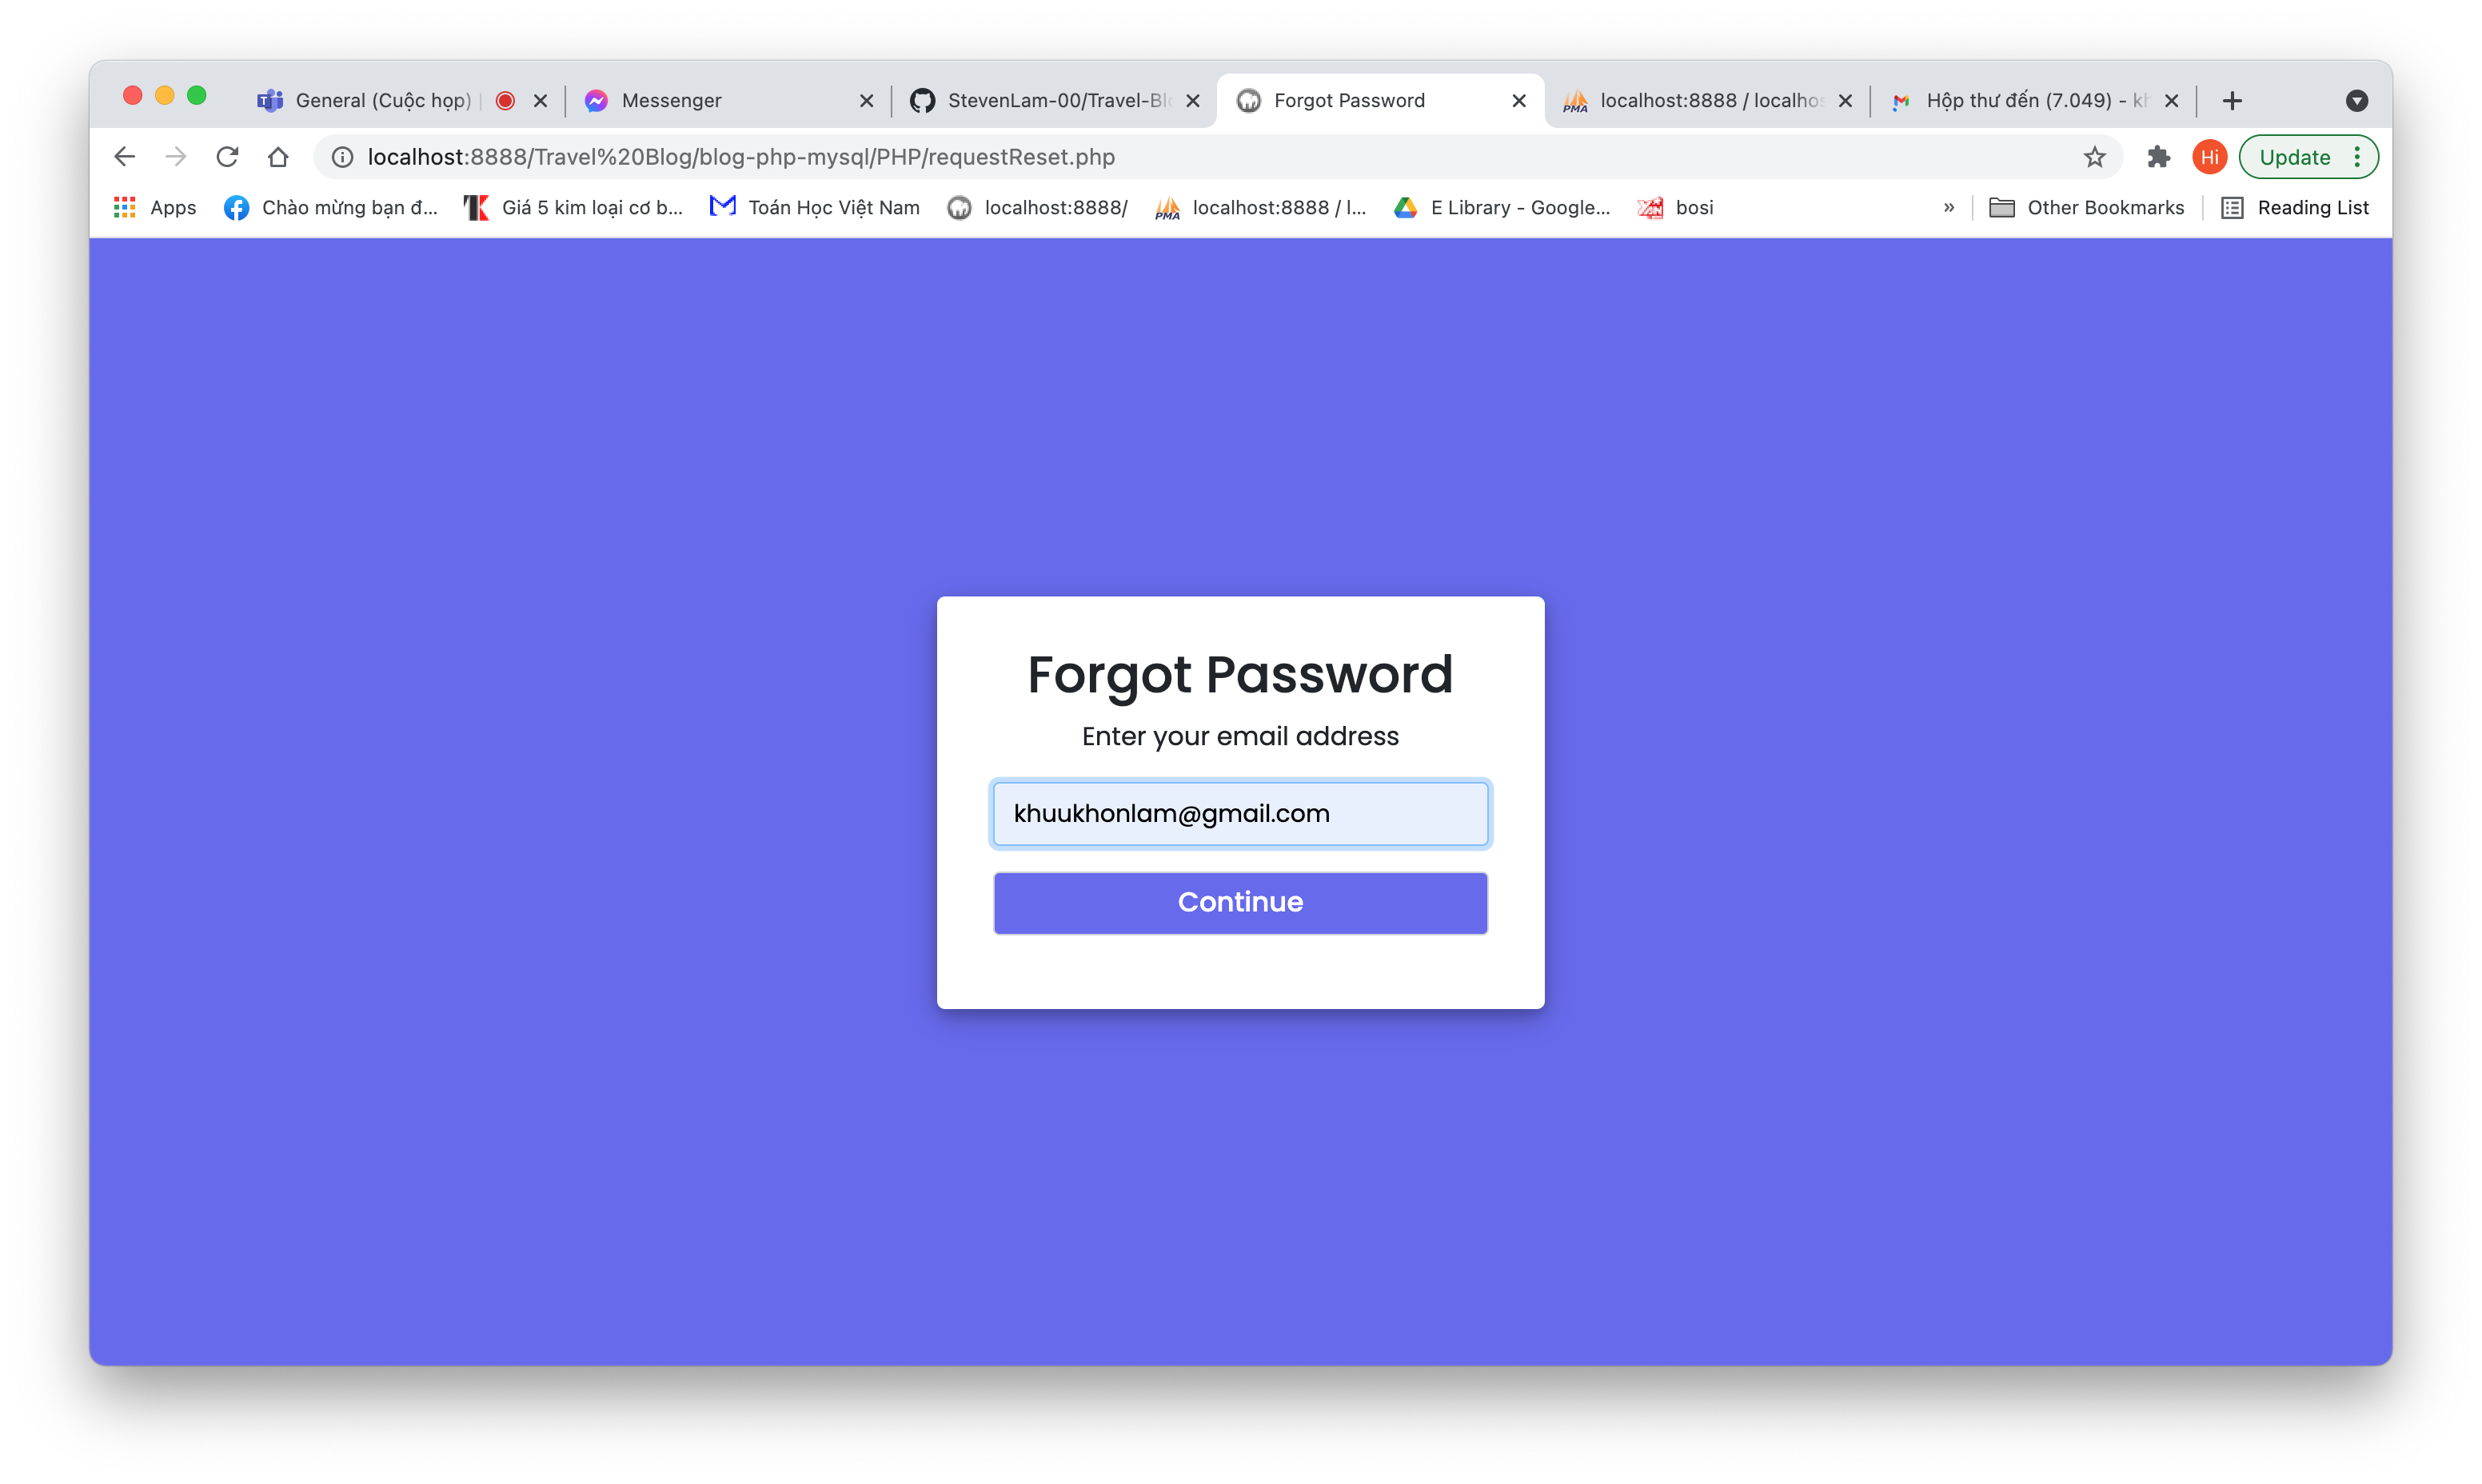 General (Cuộc họp)
Messenger
StevenLam-00/Travel-Blo
Forgot Password
localhost:8888 / localhos
Hộp thư đến (7.049) - kh
localhost:8888/Travel%20Blog/blog-php-mysql/PHP/requestReset.php
Hi
Update
Apps
Chào mừng bạn đ...
Giá 5 kim loại cơ b...
Toán Học Việt Nam
localhost:8888/
PMA
localhost:8888 / l...
E Library - Google...
bosi
»
Other Bookmarks
Reading List
Forgot Password
Enter your email address
khuukhonlam@gmail.com
Continue